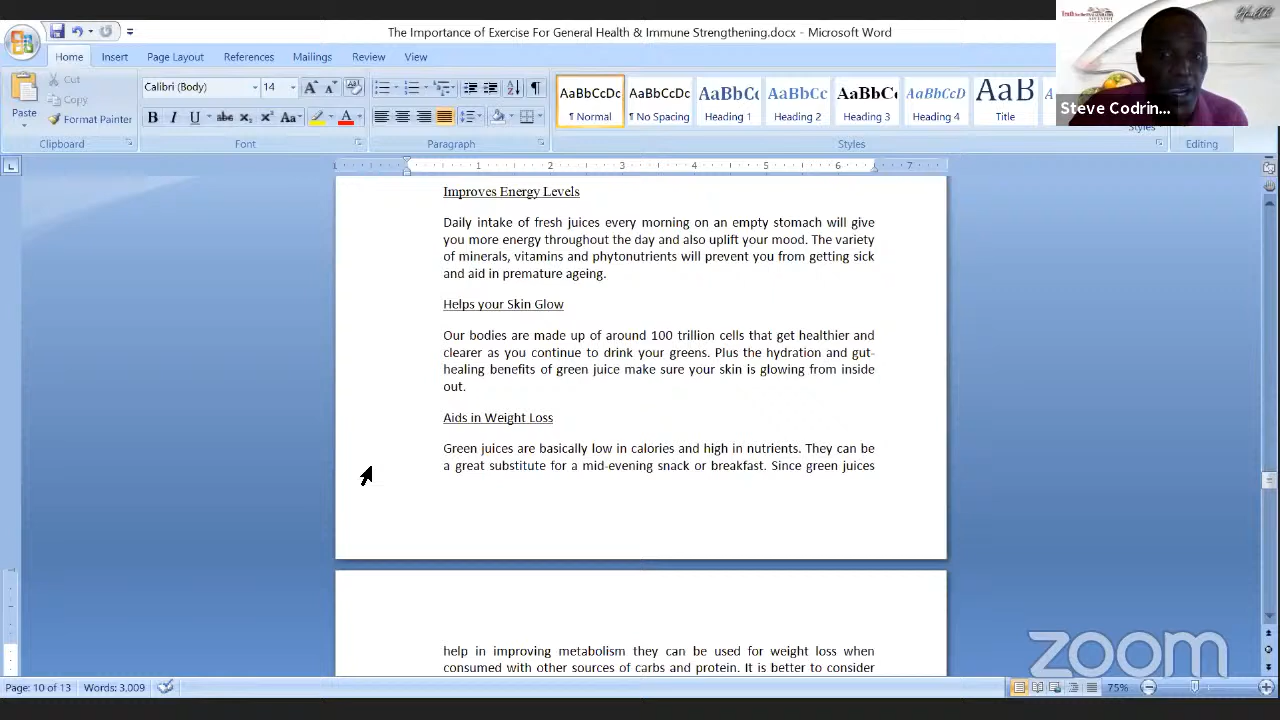 The Importance of Exercise For General Health & Immune Strengthening.docx - Microsoft Word
Home Insert Page Layout References Mailings Review View
Cut
Copy
Format Painter
Paste
Clipboard
Calibri (Body) 14
Font
Paragraph
AaBbCcDc AaBbCcDc AaBbCc AaBbCc AaBbCc AaBbCcD AaB
¶ Normal ¶ No Spacing Heading 1 Heading 2 Heading 3 Heading 4 Title
Styles
Styles
Editing
Health
Steve Codrin...
1 2 3 4 5 6 7
Improves Energy Levels
Daily intake of fresh juices every morning on an empty stomach will give
you more energy throughout the day and also uplift your mood. The variety
of minerals, vitamins and phytonutrients will prevent you from getting sick
and aid in premature ageing.
Helps your Skin Glow
Our bodies are made up of around 100 trillion cells that get healthier and
clearer as you continue to drink your greens. Plus the hydration and gut-
healing benefits of green juice make sure your skin is glowing from inside
out.
Aids in Weight Loss
Green juices are basically low in calories and high in nutrients. They can be
a great substitute for a mid-evening snack or breakfast. Since green juices
help in improving metabolism they can be used for weight loss when
consumed with other sources of carbs and protein. It is better to consider
zoom
Page: 10 of 13 Words: 3.009 75%